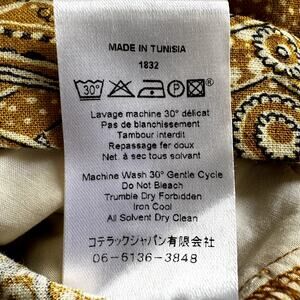 MADE IN TUNISIA
1832
30°
Lavage machine 30° délicat
Pas de blanchissement
Tambour interdit
Repassage fer doux
Net. à sec tous solvant
Machine Wash 30° Gentle Cycle
Do Not Bleach
Trumble Dry Forbidden
Iron Cool
All Solvent Dry Clean
コテラックジャパン有限会社
06-6136-3848